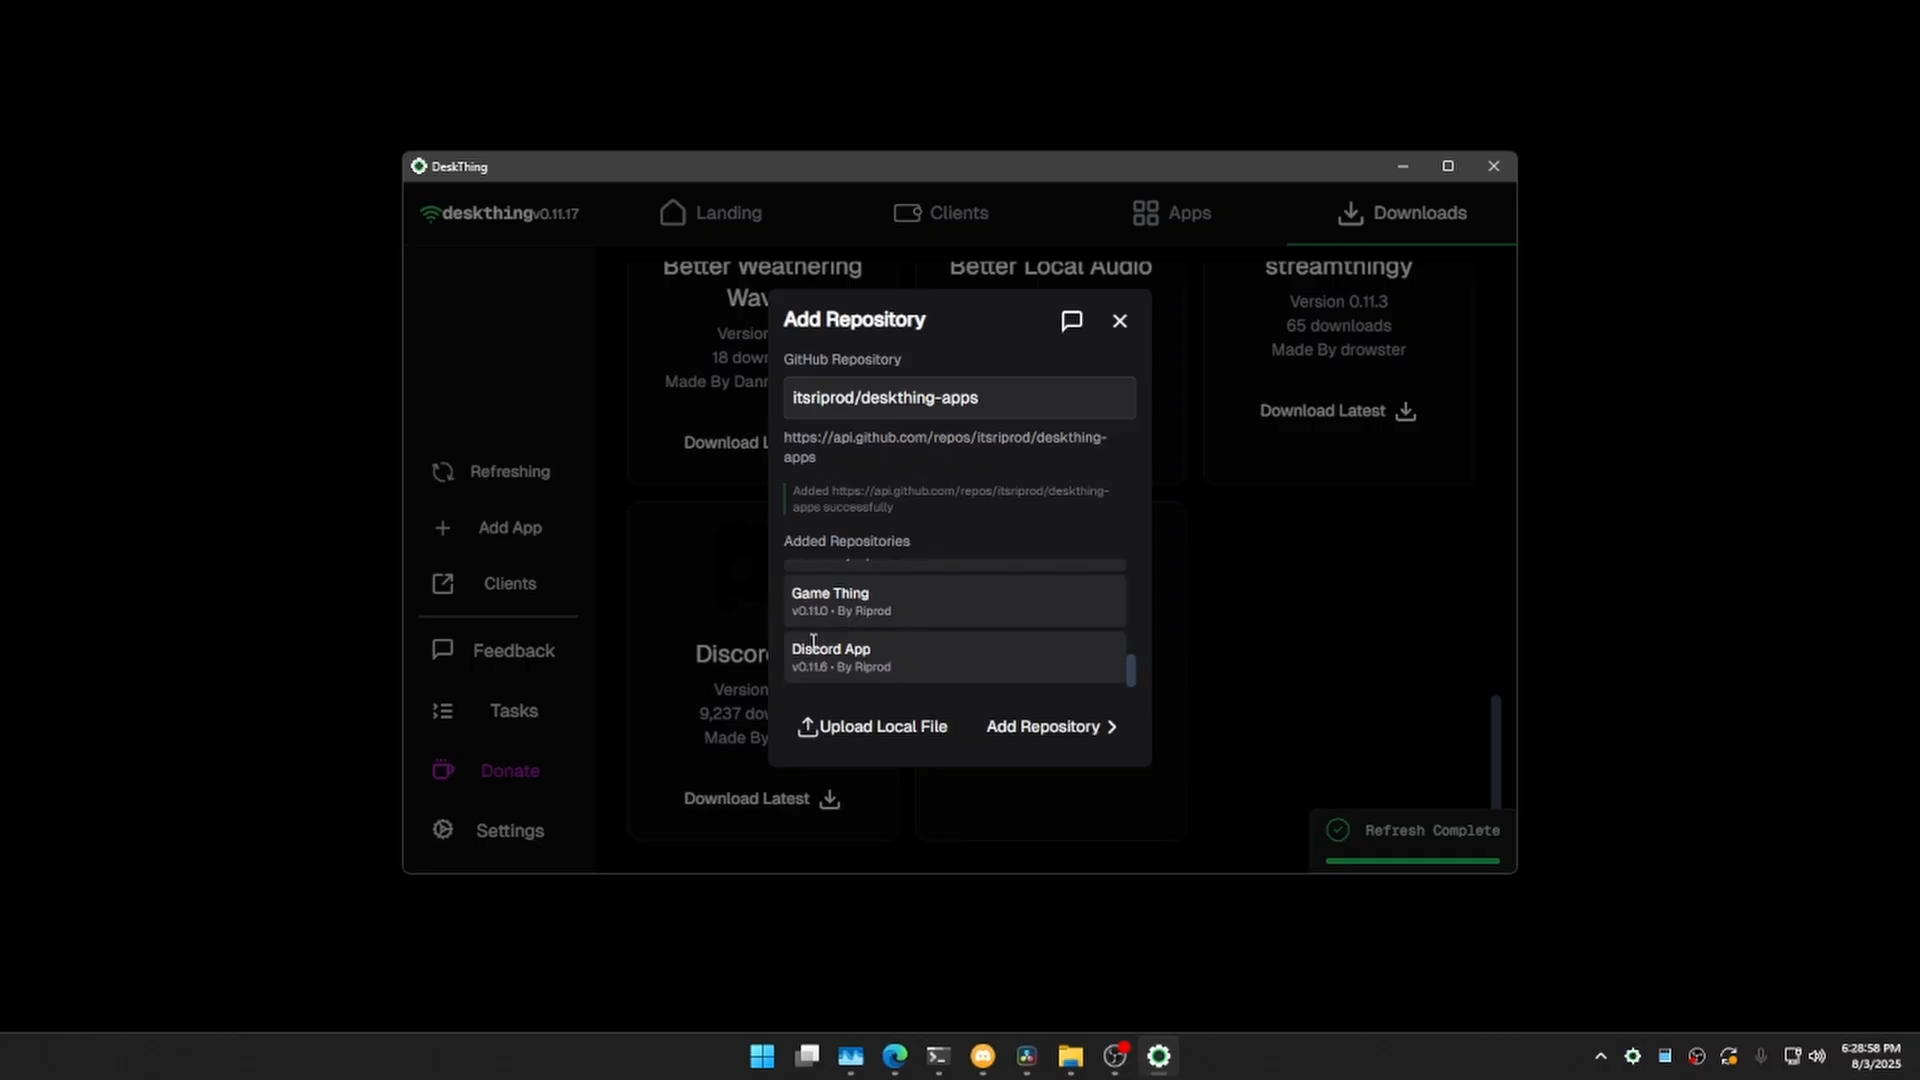 DeskThing
deskthing v0.11.17
Landing
Clients
Apps
Downloads
Better Weathering
Wav
Version
18 down
Made By Dann
Download L
Better Local Audio
streamthingy
Version 0.11.3
65 downloads
Made By drowster
Download Latest
Refreshing
Add App
Clients
Feedback
Tasks
Donate
Settings
Add Repository
GitHub Repository
itsriprod/deskthing-apps
https://api.github.com/repos/itsriprod/deskthing-
apps
Added https://api.github.com/repos/itsriprod/deskthing-
apps successfully
Added Repositories
Game Thing
v0.11.0 • By Riprod
Discord App
v0.11.6 • By Riprod
Upload Local File
Add Repository
Discor
Version
9,237 dow
Made By
Download Latest
Refresh Complete
6:28:58 PM
8/3/2025